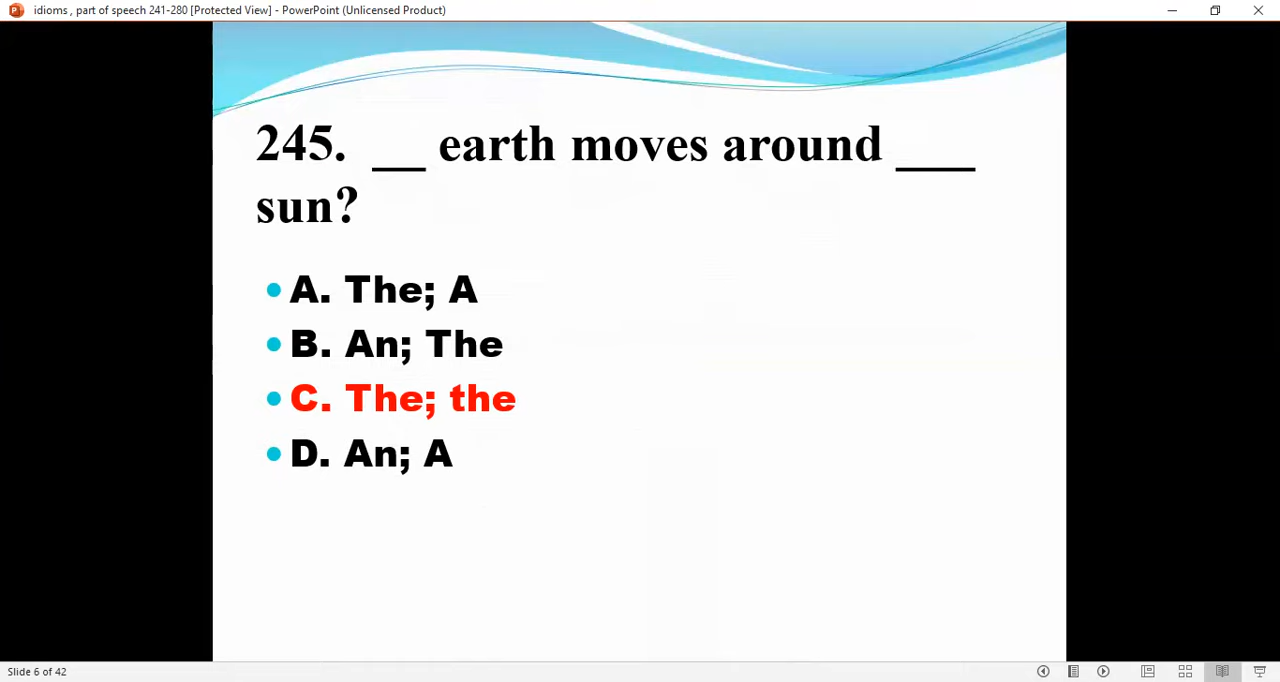 idioms , part of speech 241-280 [Protected View] - PowerPoint (Unlicensed Product)
245. __ earth moves around ___
sun?
A. The; A
B. An; The
C. The; the
D. An; A
Slide 6 of 42